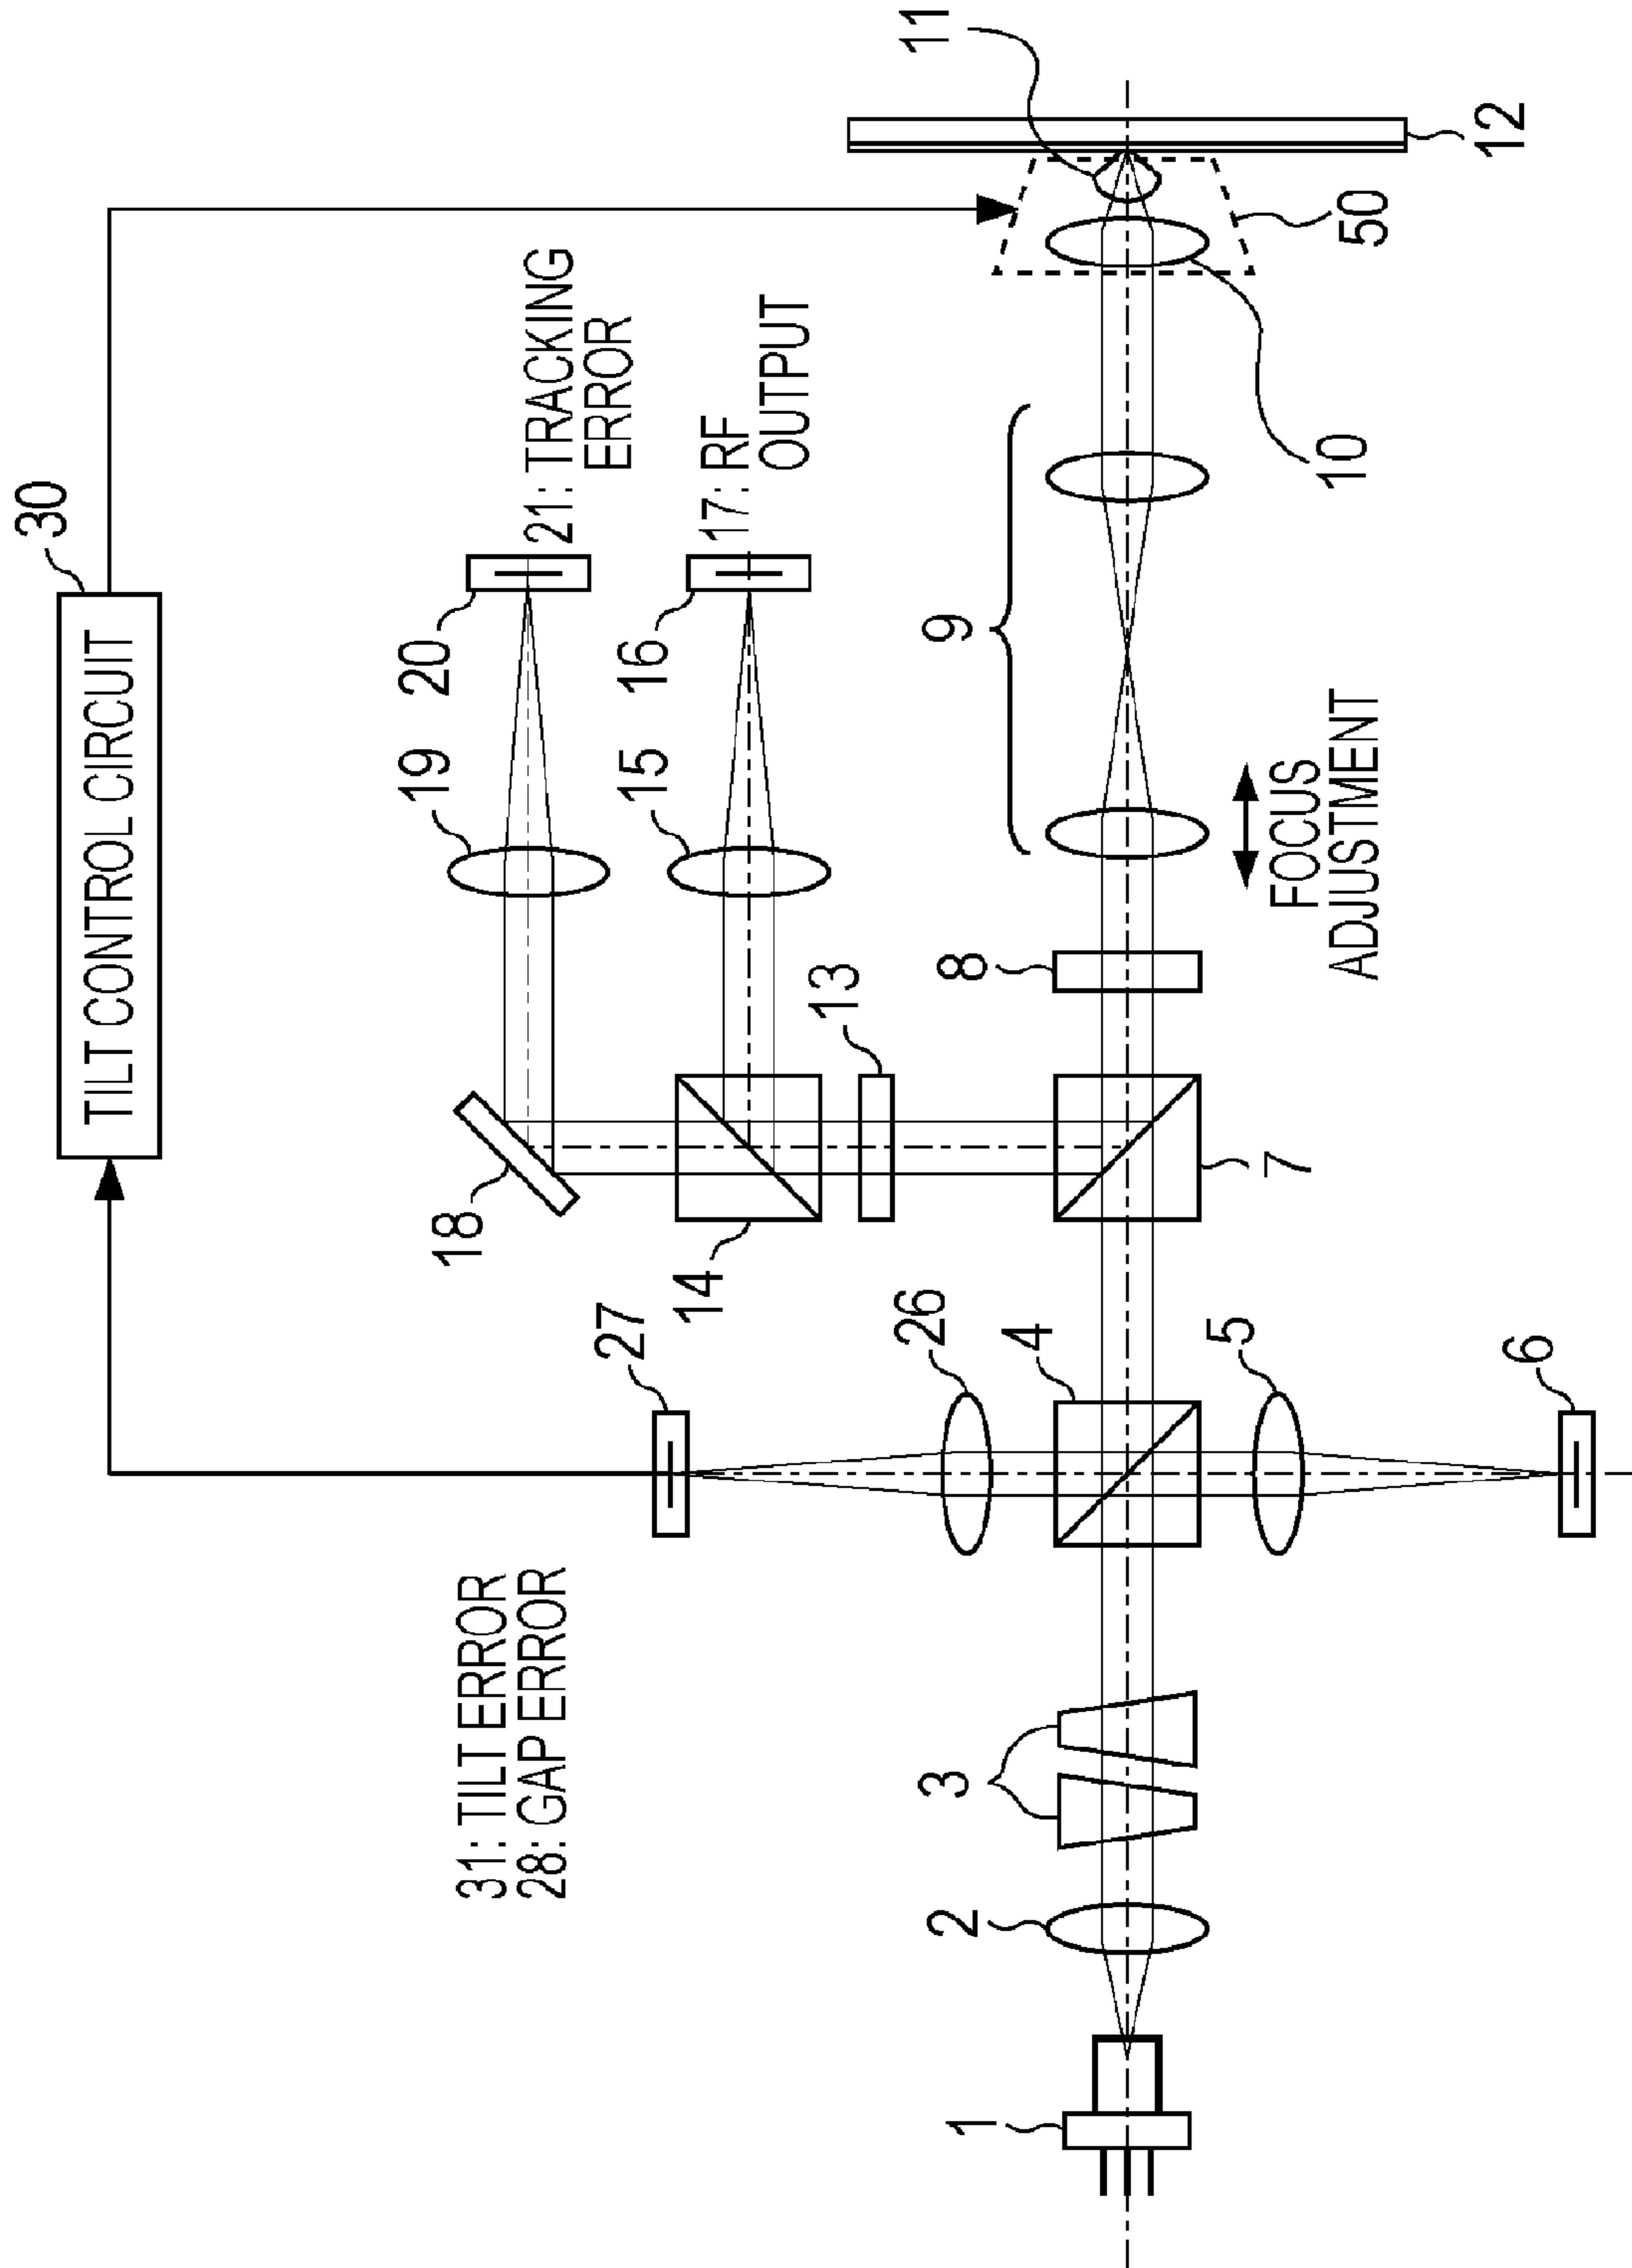 30
TILT CONTROL CIRCUIT
31: TILT ERROR
28: GAP ERROR
27
18
19
20
21: TRACKING
ERROR
14
13
15
16
17: RF
OUTPUT
26
4
8
9
11
1
2
3
5
7
FOCUS
ADJUSTMENT
10
50
12
6